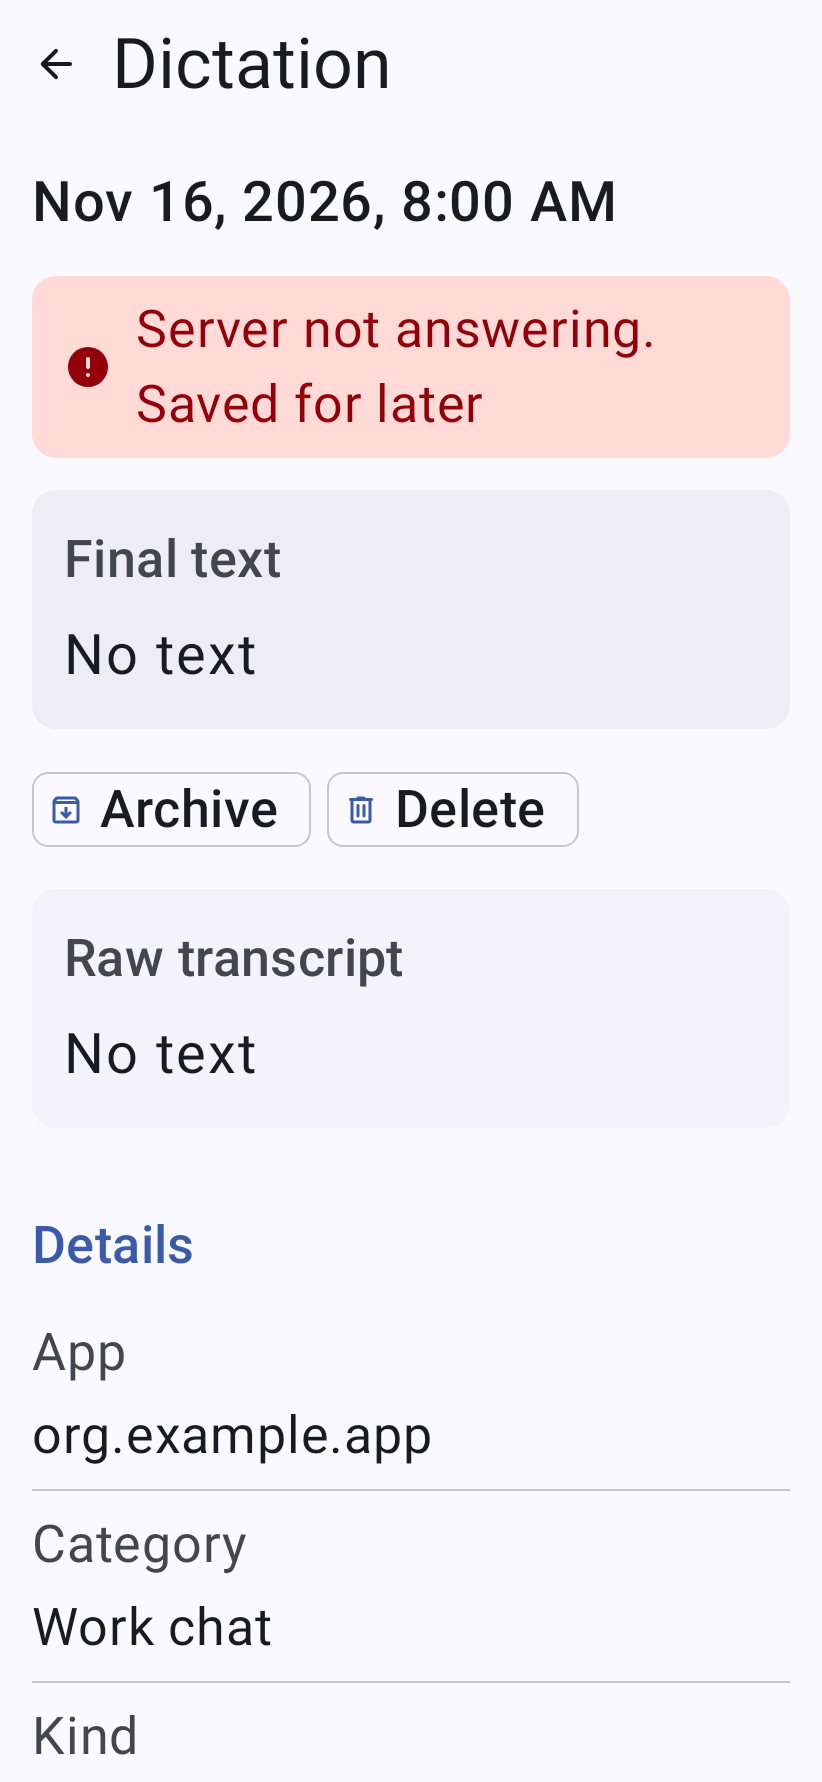 Dictation
Nov 16, 2026, 8:00 AM
Server not answering.
Saved for later
Final text
No text
Archive
Delete
Raw transcript
No text
Details
App
org.example.app
Category
Work chat
Kind